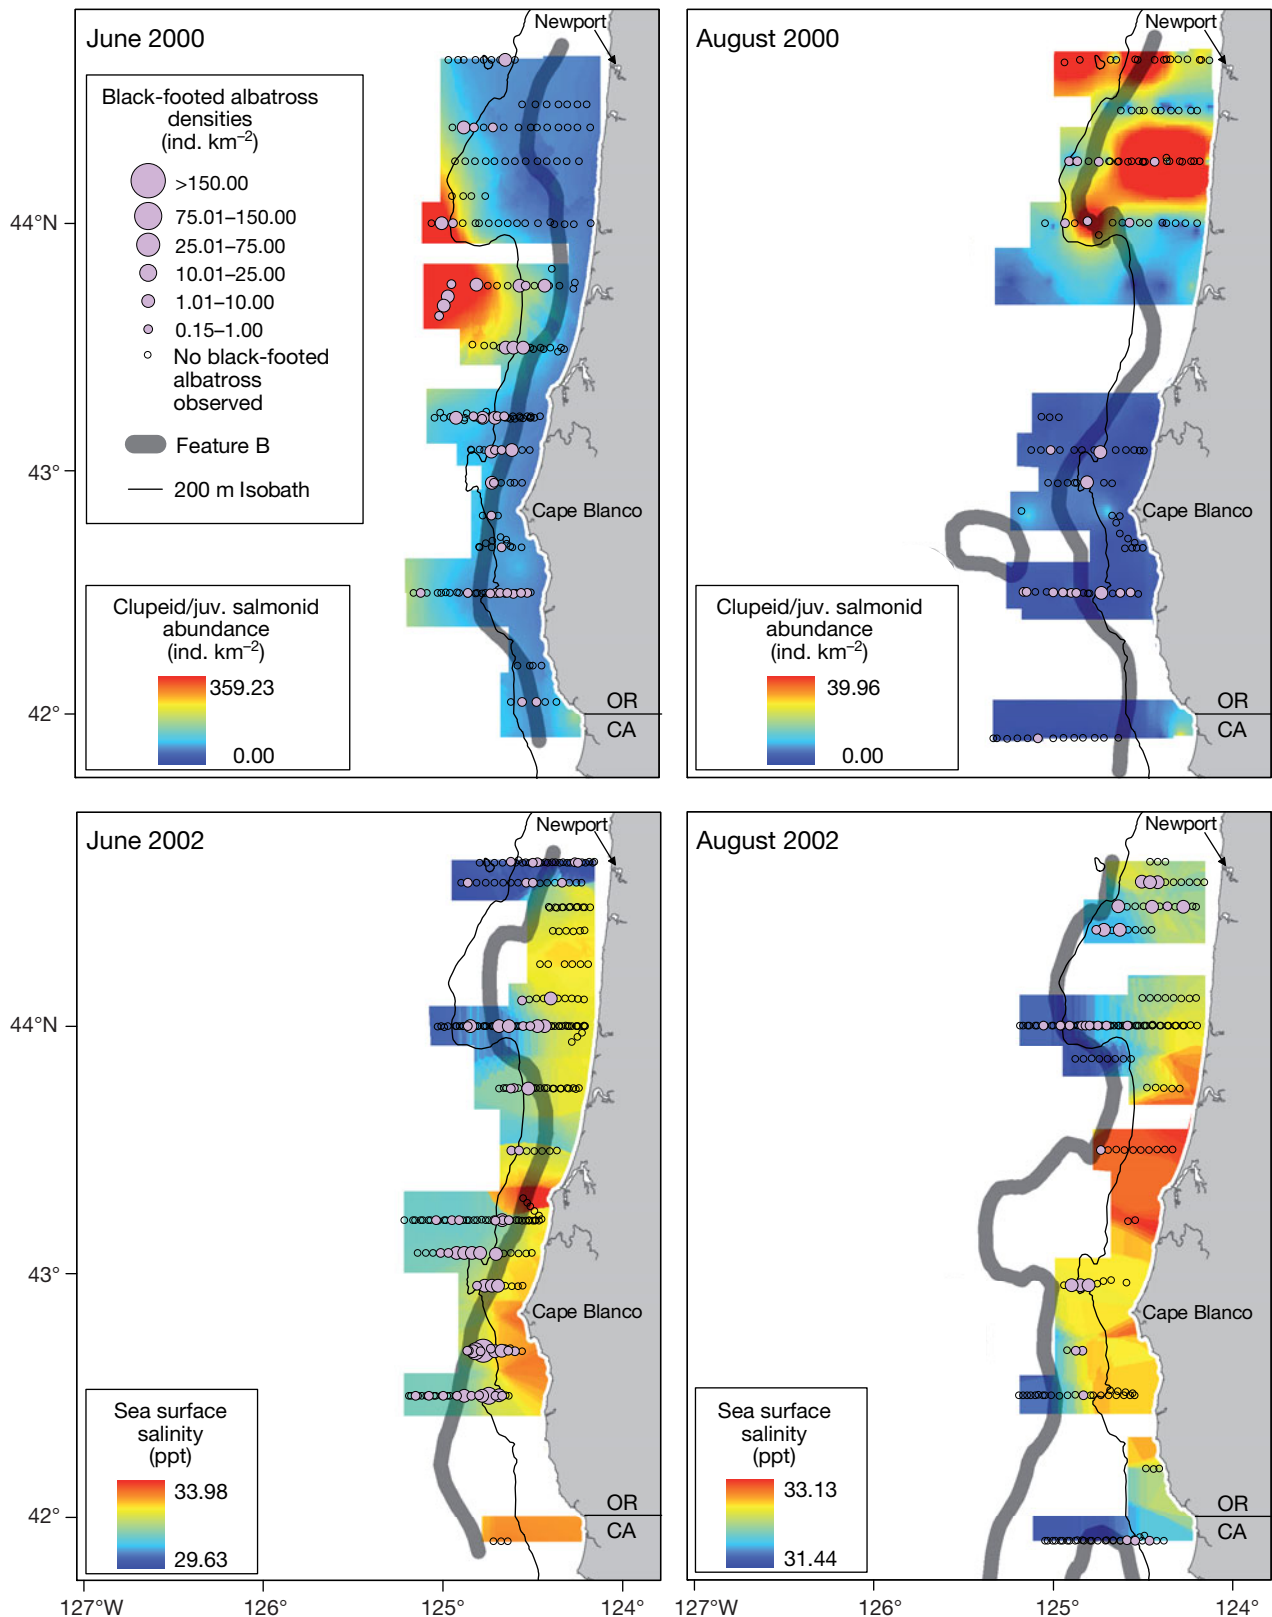 June 2000
Newport
Black-footed albatross
densities
(ind. km–2)
>150.00
75.01–150.00
25.01–75.00
10.01–25.00
1.01–10.00
0.15–1.00
No black-footed
albatross
observed
Feature B
200 m Isobath
Cape Blanco
Clupeid/juv. salmonid
abundance
(ind. km–2)
359.23
0.00
OR
CA
44°N
43°
42°
August 2000
Newport
Cape Blanco
Clupeid/juv. salmonid
abundance
(ind. km–2)
39.96
0.00
OR
CA
June 2002
Newport
Cape Blanco
Sea surface
salinity
(ppt)
33.98
29.63
OR
CA
44°N
43°
42°
127°W
126°
125°
124°
August 2002
Newport
Cape Blanco
Sea surface
salinity
(ppt)
33.13
31.44
OR
CA
127°W
126°
125°
124°